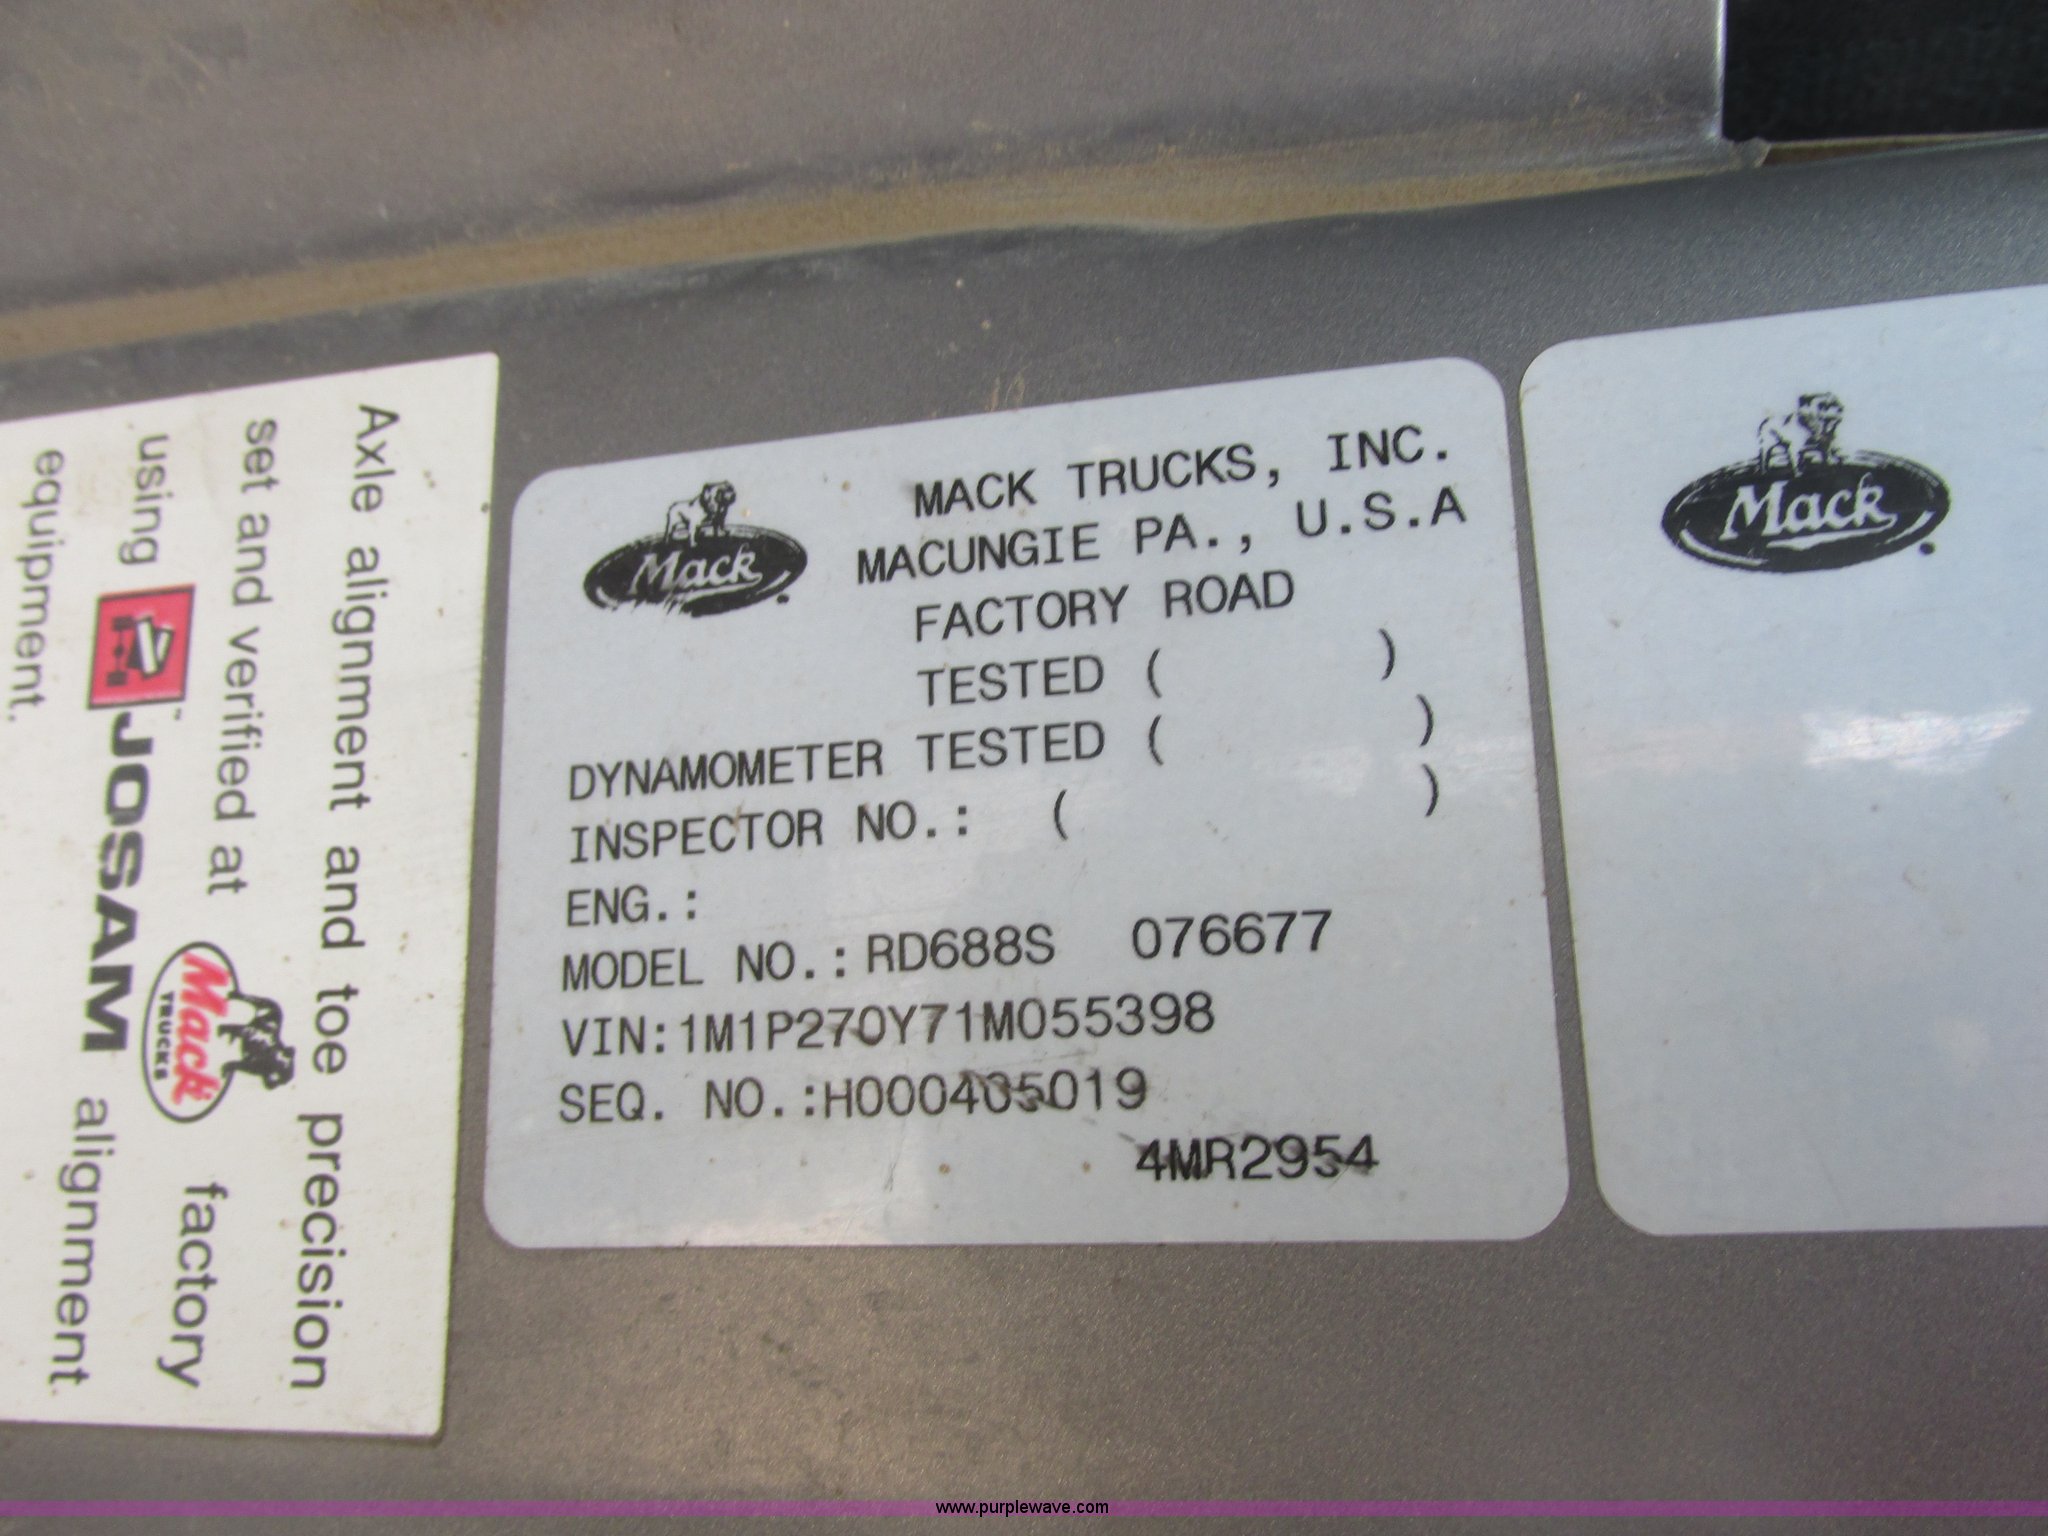 Axle alignment and toe precision
set and verified at Mack TRUCKS factory
using JOSAM alignment
equipment.
Mack
MACK TRUCKS, INC.
MACUNGIE PA., U.S.A
FACTORY ROAD
TESTED ( )
DYNAMOMETER TESTED ( )
INSPECTOR NO.: ( )
ENG.:
MODEL NO.: RD688S 076677
VIN:1M1P270Y71M055398
SEQ. NO.:H000405019
4MR2954
Mack
www.purplewave.com